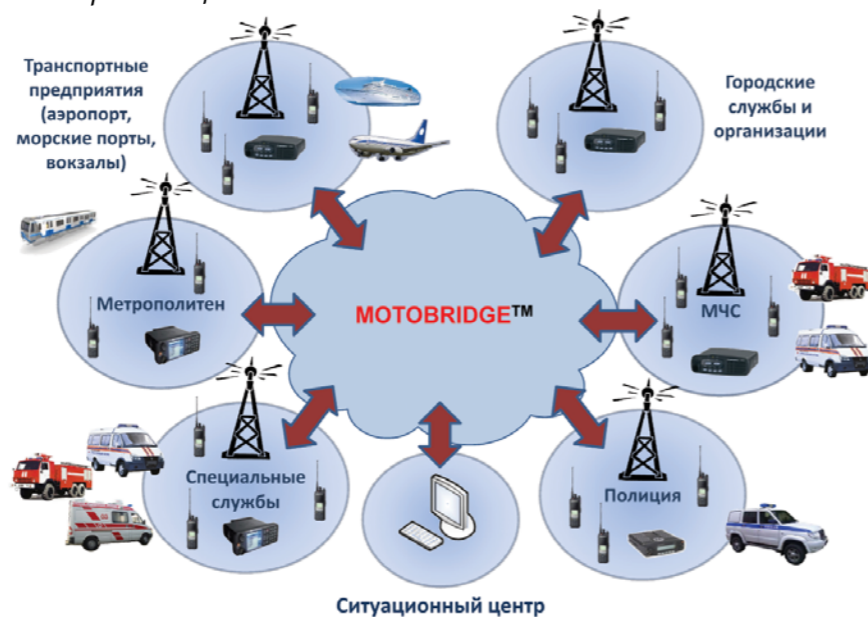 Транспортные
предприятия
(аэропорт,
морские порты,
вокзалы)
Городские
службы и
организации
Метрополитен
MOTOBRIDGE™
МЧС
Специальные
службы
Полиция
Ситуационный центр